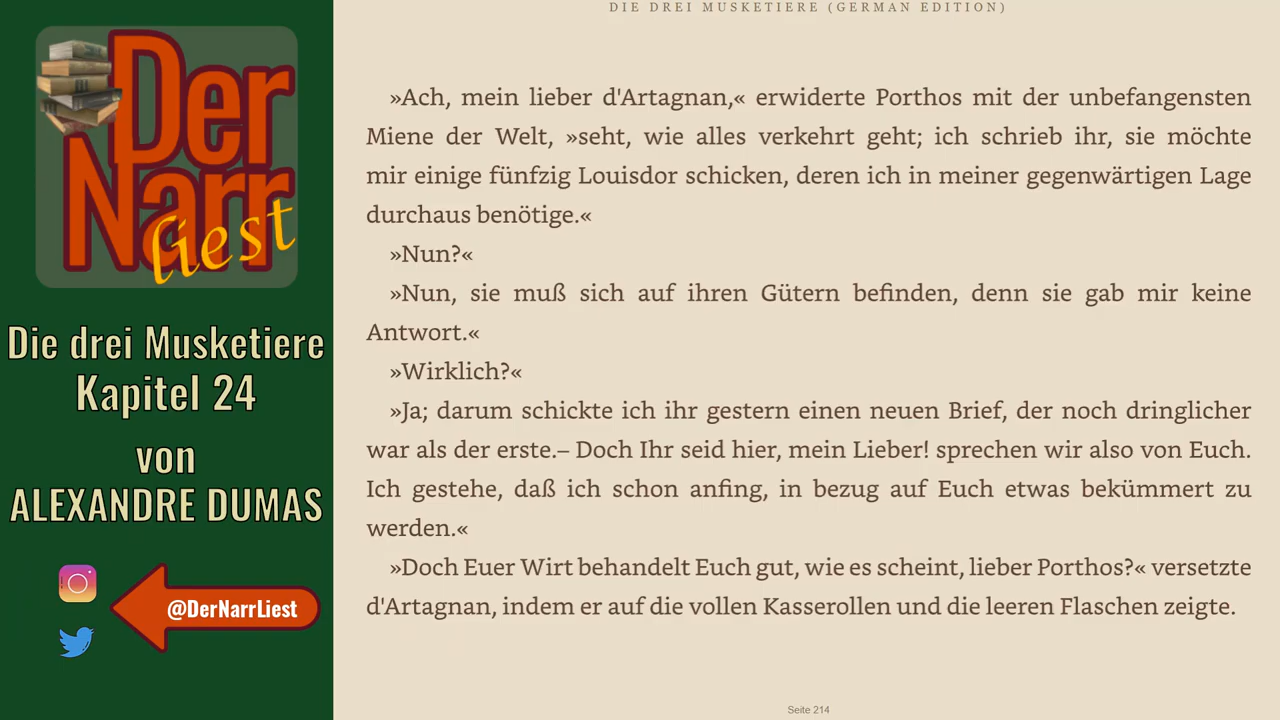 Der
Narr
liest
Die drei Musketiere
Kapitel 24
von
ALEXANDRE DUMAS
@DerNarrLiest
DIE DREI MUSKETIERE (GERMAN EDITION)
»Ach, mein lieber d'Artagnan,« erwiderte Porthos mit der unbefangensten
Miene der Welt, »seht, wie alles verkehrt geht; ich schrieb ihr, sie möchte
mir einige fünfzig Louisdor schicken, deren ich in meiner gegenwärtigen Lage
durchaus benötige.«
»Nun?«
»Nun, sie muß sich auf ihren Gütern befinden, denn sie gab mir keine
Antwort.«
»Wirklich?«
»Ja; darum schickte ich ihr gestern einen neuen Brief, der noch dringlicher
war als der erste.– Doch Ihr seid hier, mein Lieber! sprechen wir also von Euch.
Ich gestehe, daß ich schon anfing, in bezug auf Euch etwas bekümmert zu
werden.«
»Doch Euer Wirt behandelt Euch gut, wie es scheint, lieber Porthos?« versetzte
d'Artagnan, indem er auf die vollen Kasserollen und die leeren Flaschen zeigte.
Seite 214